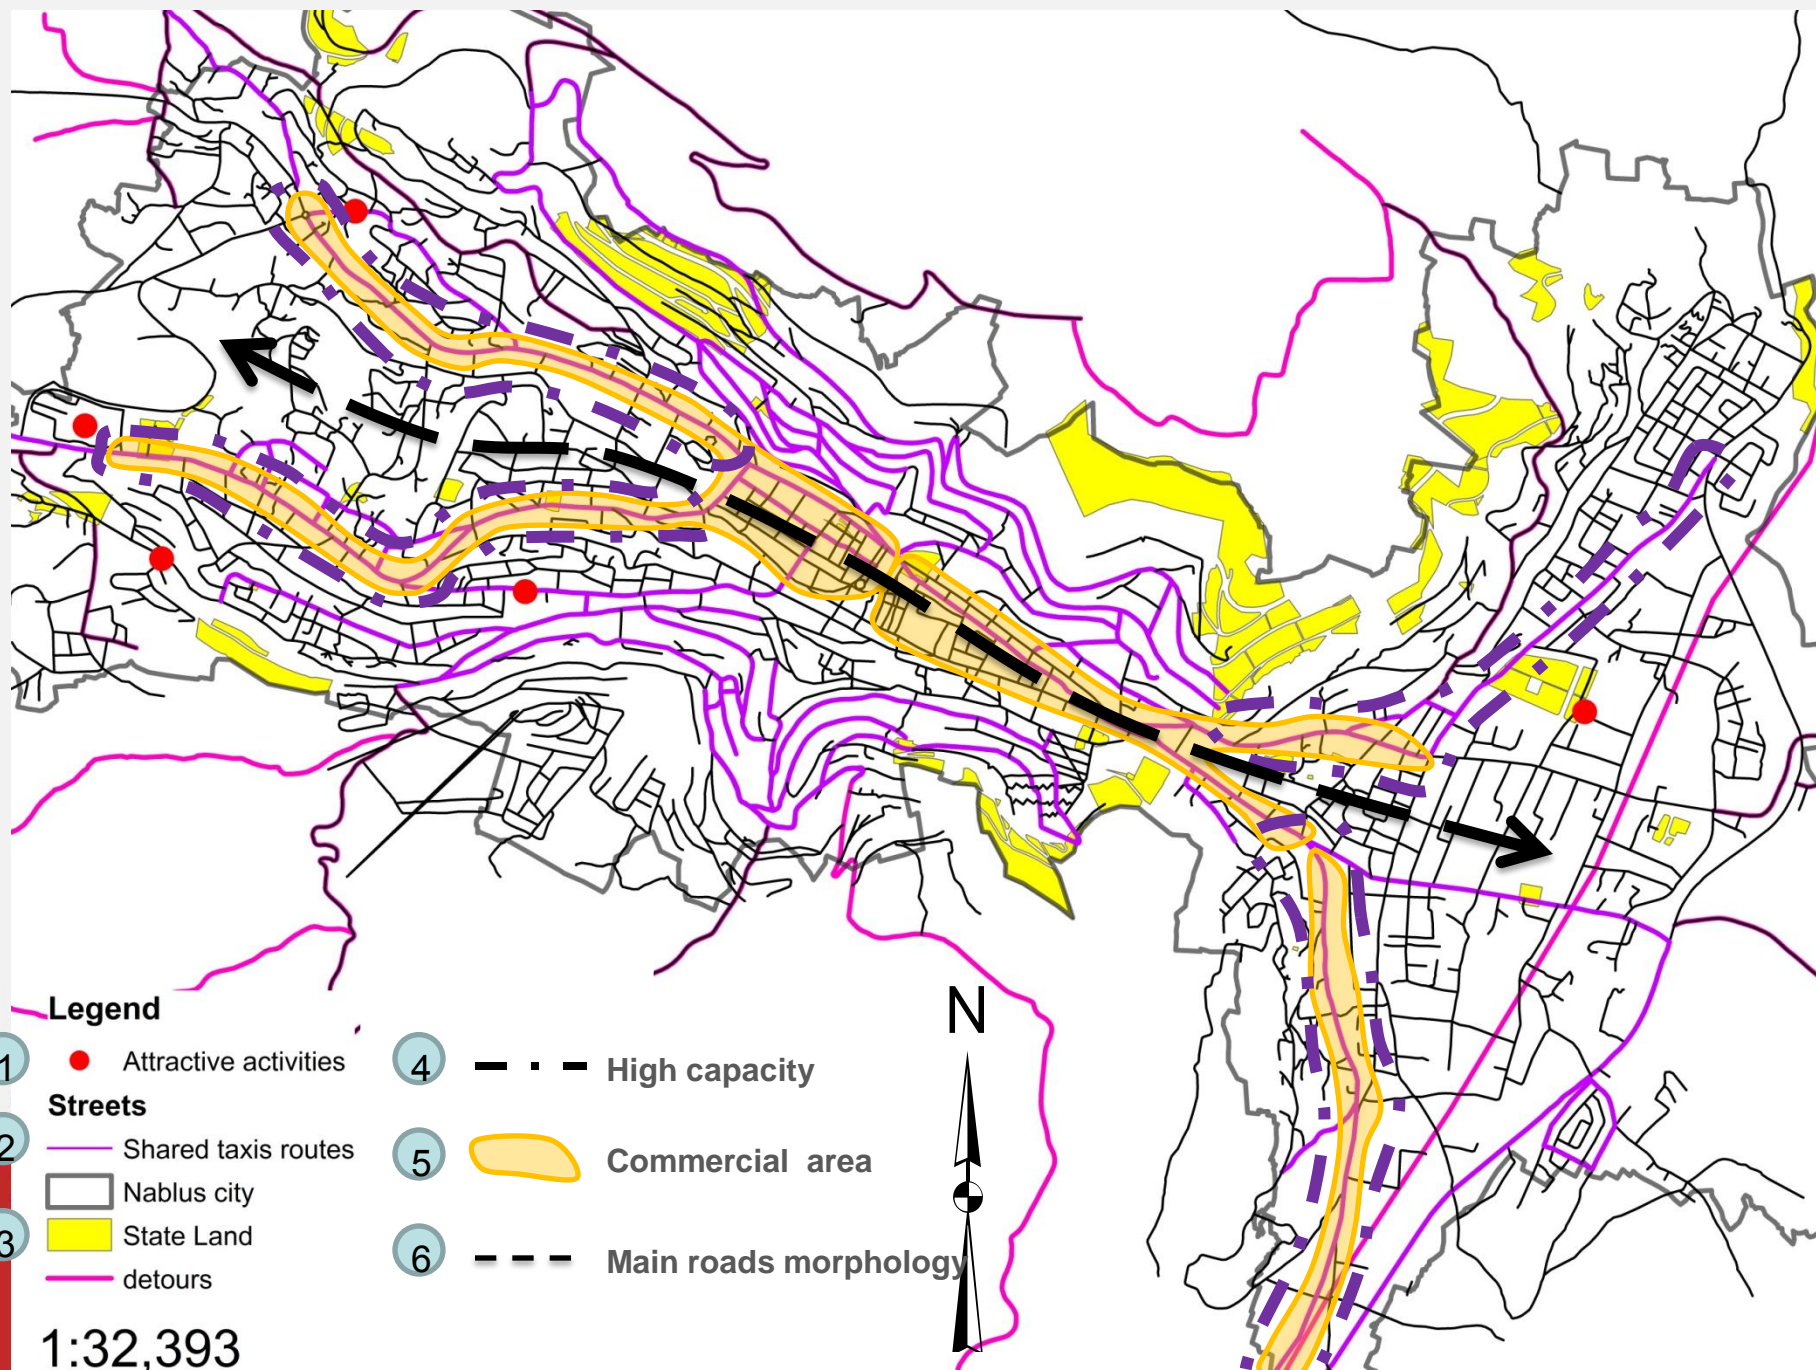 N
Legend
1
Attractive activities
Streets
2
Shared taxis routes
Nablus city
3
State Land
detours
1:32,393
4
High capacity
5
Commercial area
6
Main roads morphology